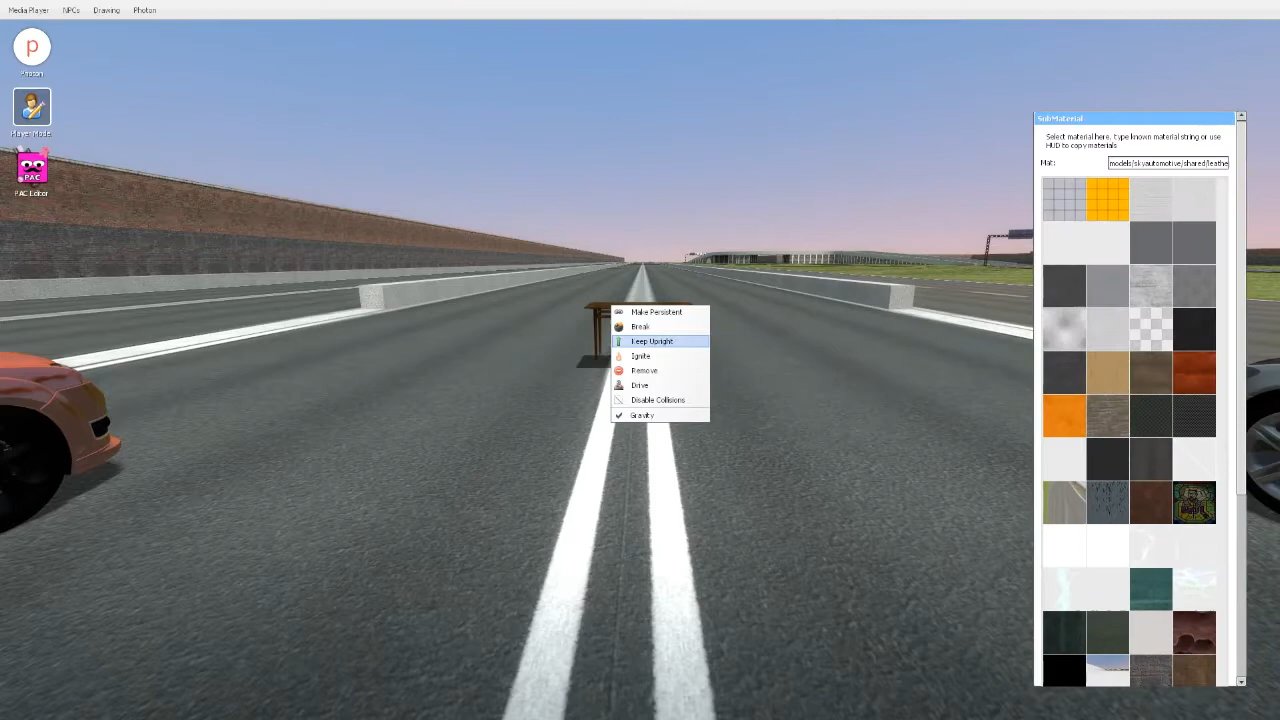 Media Player NPCs Drawing Photon
p
Photon
Player Mode.
PAC
PAC Editor
Make Persistent
Break
Keep Upright
Ignite
Remove
Drive
Disable Collisions
Gravity
SubMaterial
Select material here, type known material string or use
HUD to copy materials
Mat: models/skyautomotive/shared/leathe